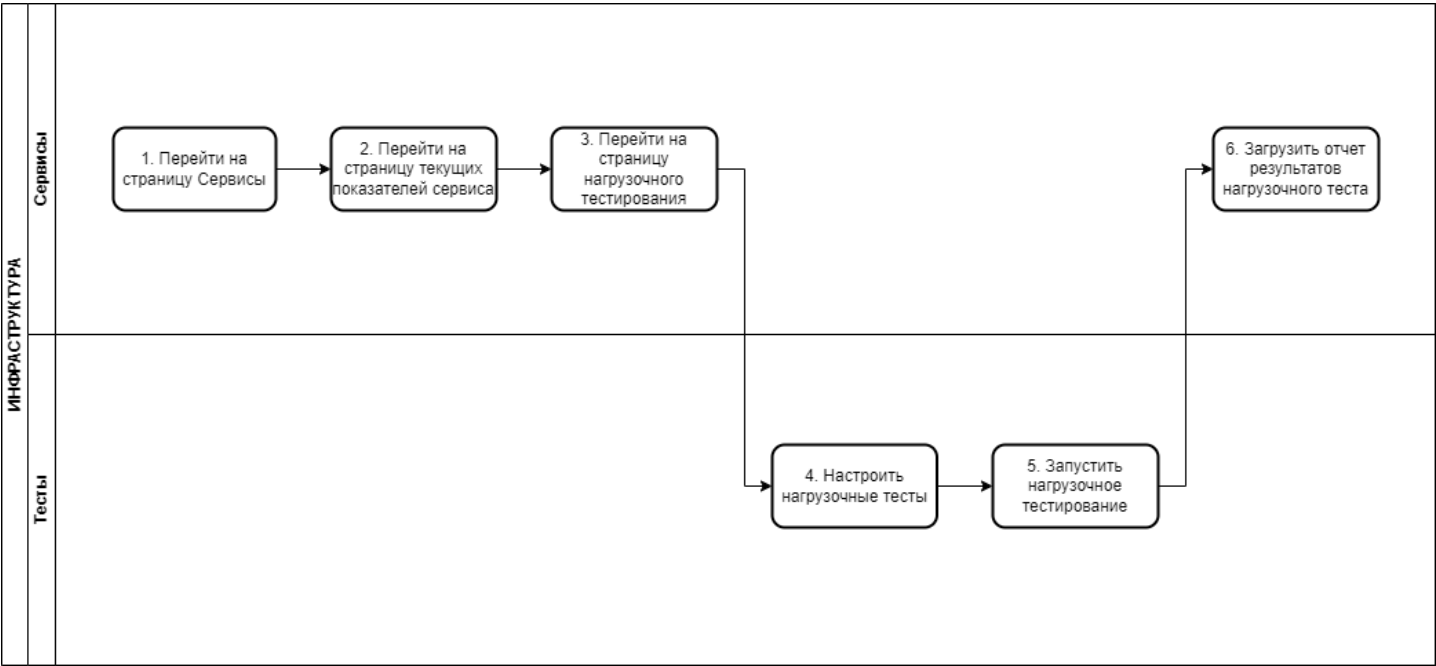 ИНФРАСТРУКТУРА
Сервисы
1. Перейти на
страницу Сервисы
2. Перейти на
страницу текущих
показателей сервиса
3. Перейти на
страницу
нагрузочного
тестирования
6. Загрузить отчет
результатов
нагрузочного теста
Тесты
4. Настроить
нагрузочные тесты
5. Запустить
нагрузочное
тестирование